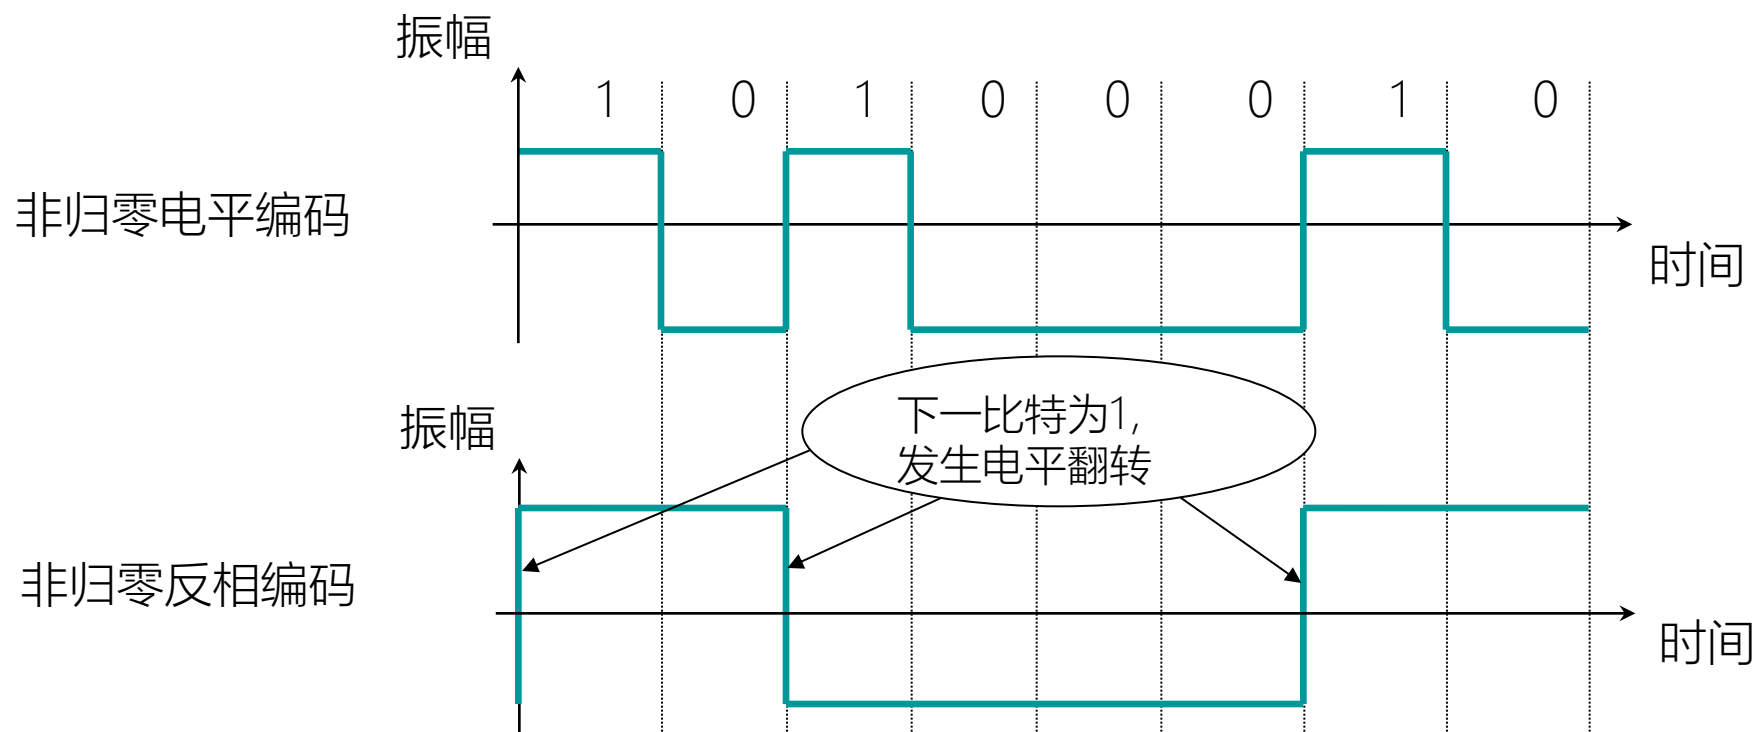 振幅
1 0 1 0 0 0 1 0
非归零电平编码
时间
下一比特为1,
发生电平翻转
振幅
非归零反相编码
时间